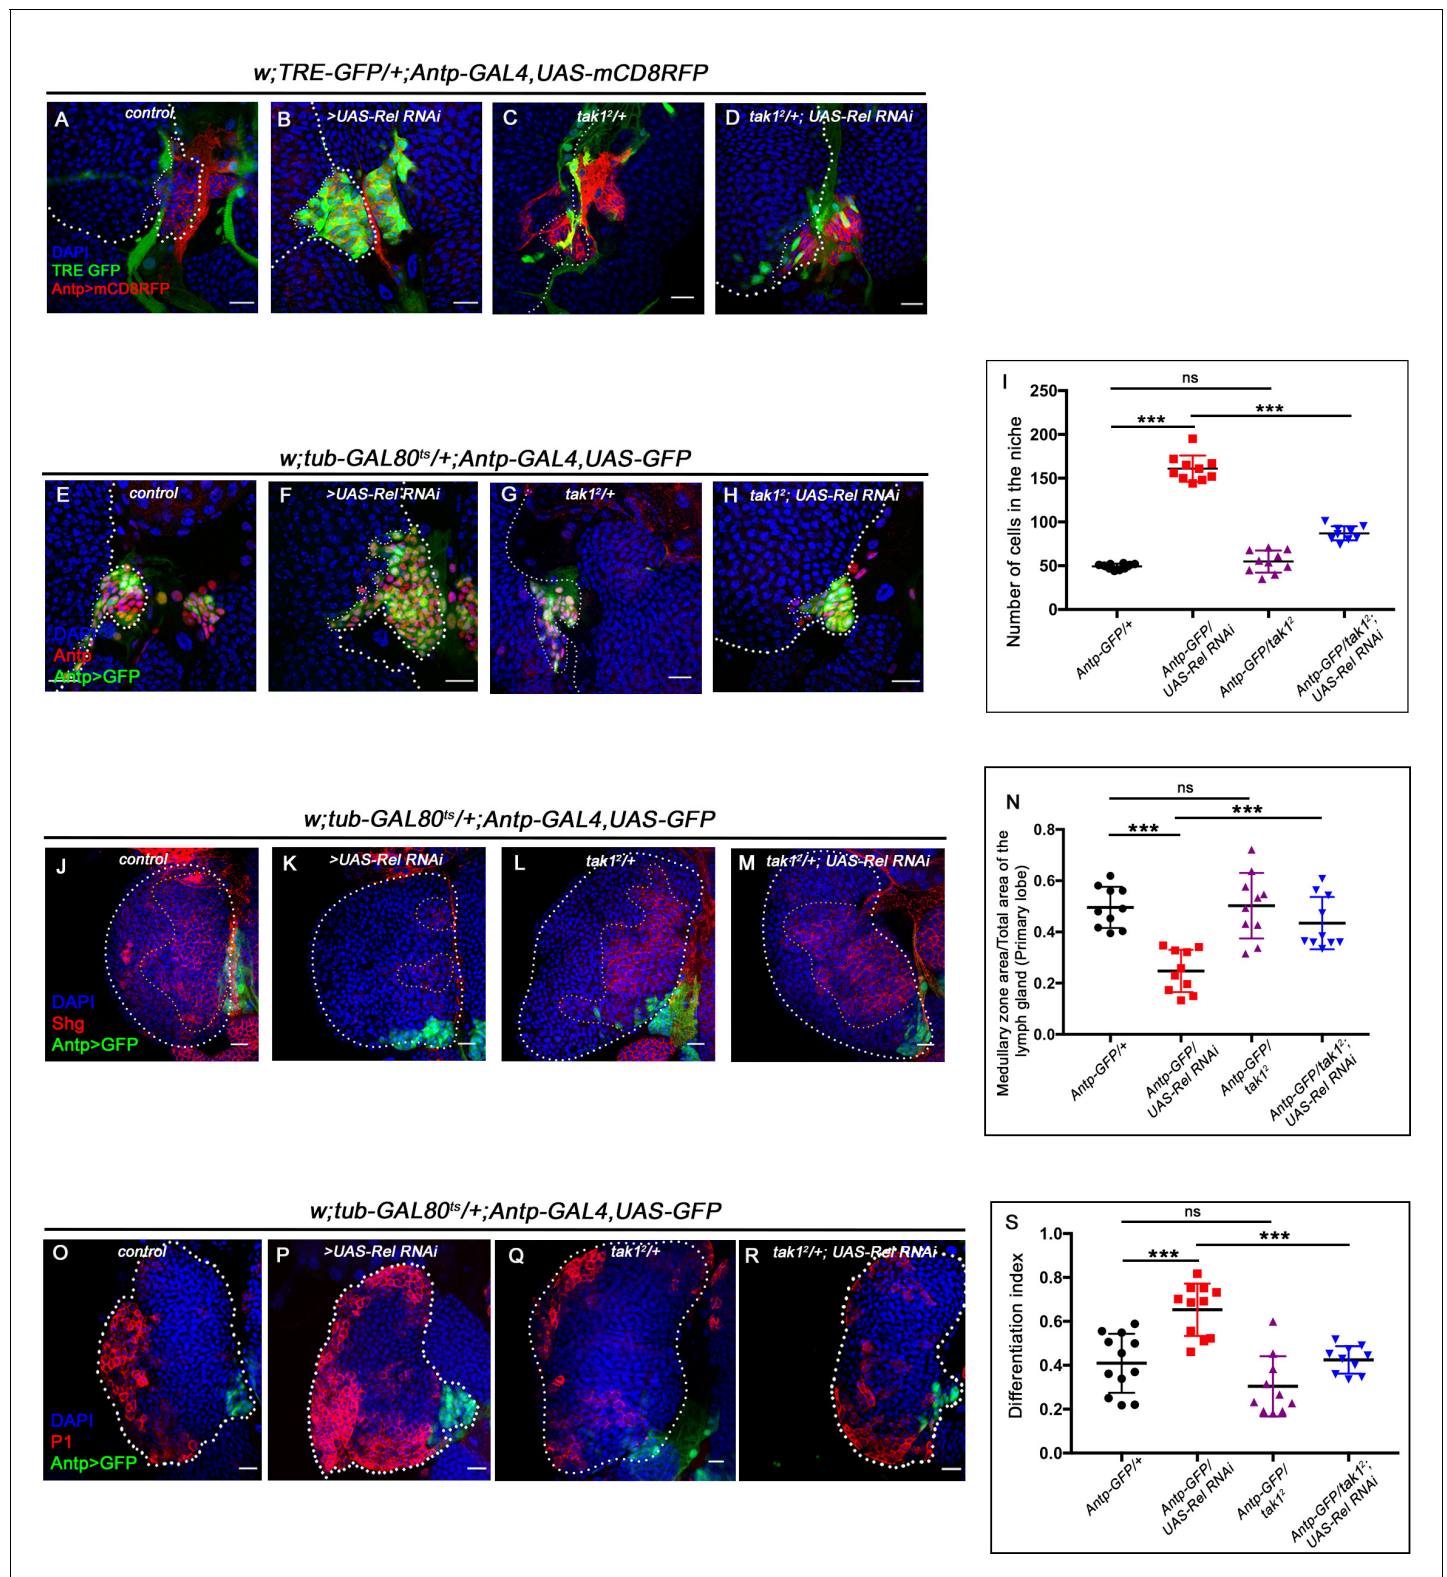 w;TRE-GFP/+;Antp-GAL4,UAS-mCD8RFP
A control
B >UAS-Rel RNAi
C tak1²/+
D tak1²/+; UAS-Rel RNAi
DAPI
TRE GFP
Antp>mCD8RFP
w;tub-GAL80ᵗˢ/+;Antp-GAL4,UAS-GFP
E control
F >UAS-Rel RNAi
G tak1²/+
H tak1²; UAS-Rel RNAi
DAPI
Antp
Antp>GFP
I
Number of cells in the niche
250
200
150
100
50
0
ns
***
***
Antp-GFP/+
Antp-GFP/
UAS-Rel RNAi
Antp-GFP/tak1²
Antp-GFP/tak1²;
UAS-Rel RNAi
w;tub-GAL80ᵗˢ/+;Antp-GAL4,UAS-GFP
J control
K >UAS-Rel RNAi
L tak1²/+
M tak1²/+; UAS-Rel RNAi
DAPI
Shg
Antp>GFP
N
Medullary zone area/Total area of the
lymph gland (Primary lobe)
0.8
0.6
0.4
0.2
0.0
ns
***
***
Antp-GFP/+
Antp-GFP/
UAS-Rel RNAi
Antp-GFP/
tak1²
Antp-GFP/tak1²;
UAS-Rel RNAi
w;tub-GAL80ᵗˢ/+;Antp-GAL4,UAS-GFP
O control
P >UAS-Rel RNAi
Q tak1²/+
R tak1²/+; UAS-Rel RNAi
DAPI
P1
Antp>GFP
S
Differentiation index
1.0
0.8
0.6
0.4
0.2
0.0
ns
***
***
Antp-GFP/+
Antp-GFP/
UAS-Rel RNAi
Antp-GFP/
tak1²
Antp-GFP/tak1²;
UAS-Rel RNAi